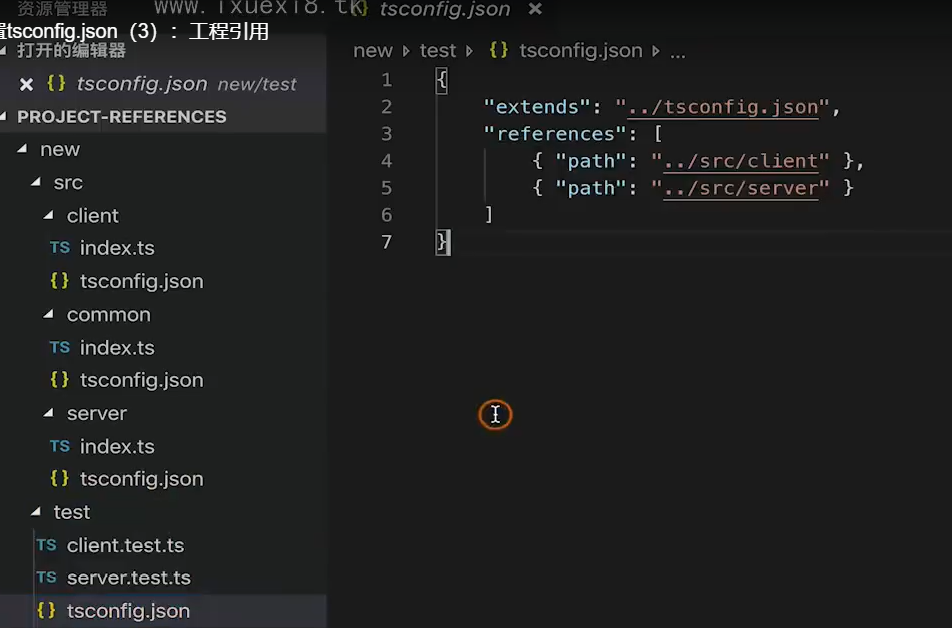 资源管理器
www.ixuexi8.tk
{} tsconfig.json ×
置tsconfig.json（3）：工程引用
打开的编辑器
× {} tsconfig.json new/test
PROJECT-REFERENCES
new
src
client
TS index.ts
{} tsconfig.json
common
TS index.ts
{} tsconfig.json
server
TS index.ts
{} tsconfig.json
test
TS client.test.ts
TS server.test.ts
{} tsconfig.json
new ▸ test ▸ {} tsconfig.json ▸ ...
1 {
2 "extends": "../tsconfig.json",
3 "references": [
4 { "path": "../src/client" },
5 { "path": "../src/server" }
6 ]
7 }